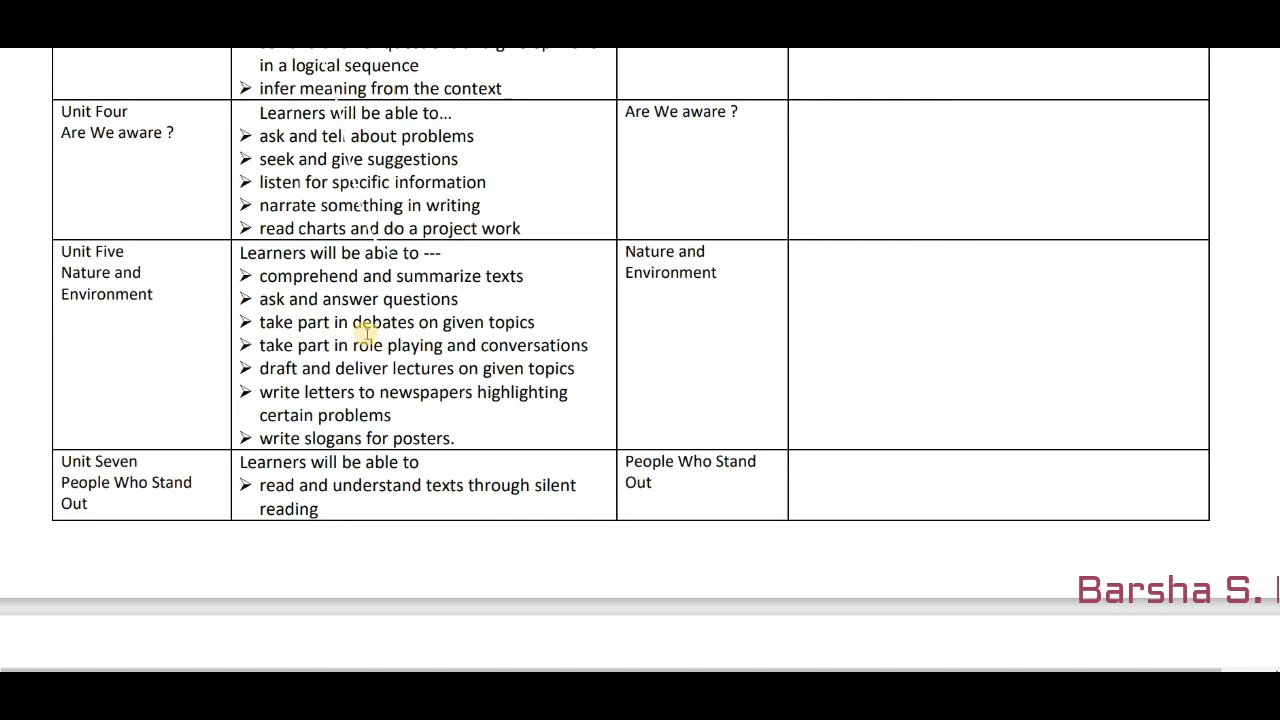 in a logical sequence
➢ infer meaning from the context
Unit Four
Are We aware ?
Learners will be able to…
➢ ask and tell about problems
➢ seek and give suggestions
➢ listen for specific information
➢ narrate something in writing
➢ read charts and do a project work
Are We aware ?
Unit Five
Nature and
Environment
Learners will be able to ---
➢ comprehend and summarize texts
➢ ask and answer questions
➢ take part in debates on given topics
➢ take part in role playing and conversations
➢ draft and deliver lectures on given topics
➢ write letters to newspapers highlighting
certain problems
➢ write slogans for posters.
Nature and
Environment
Unit Seven
People Who Stand
Out
Learners will be able to
➢ read and understand texts through silent
reading
People Who Stand
Out
Barsha S.